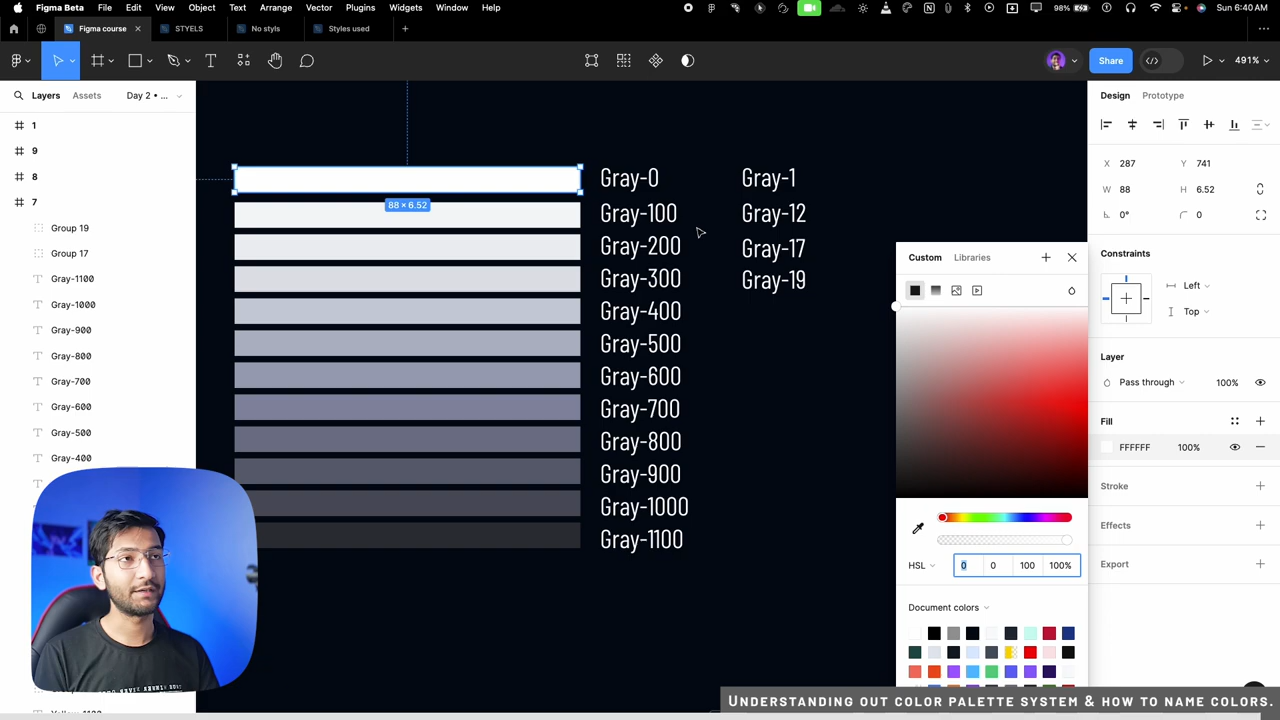 Figma Beta File Edit View Object Text Arrange Vector Plugins Widgets Window Help 98% Sun 6:40 AM
Figma course STYELS No styls Styles used
Share 491%
Layers Assets Day 2 • ...
1
9
8
7
Group 19
Group 17
Gray-1100
Gray-1000
Gray-900
Gray-800
Gray-700
Gray-600
Gray-500
Gray-400
88 × 6.52
Gray-0
Gray-100
Gray-200
Gray-300
Gray-400
Gray-500
Gray-600
Gray-700
Gray-800
Gray-900
Gray-1000
Gray-1100
Gray-1
Gray-12
Gray-17
Gray-19
Custom Libraries
HSL 0 0 100 100%
Document colors
Design Prototype
X 287 Y 741
W 88 H 6.52
0° 0
Constraints
Left
Top
Layer
Pass through 100%
Fill
FFFFFF 100%
Stroke
Effects
Export
Understanding out color palette system & how to name colors.